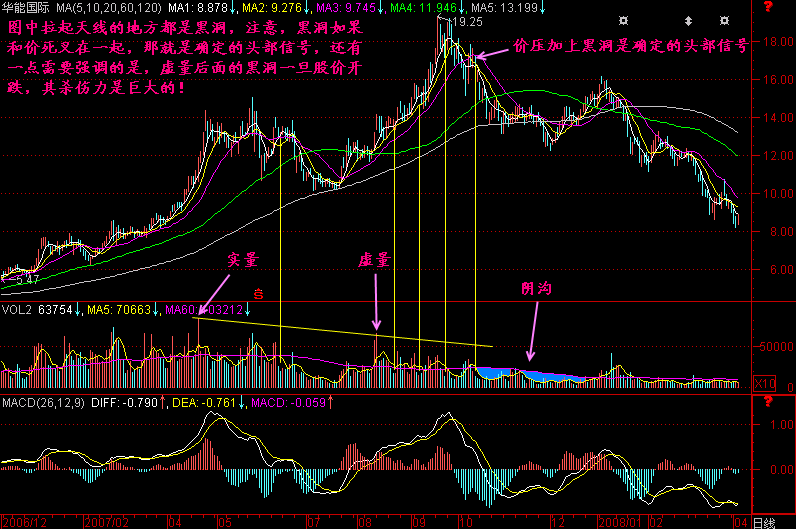 华能国际 MA(5,10,20,60,120) MA1: 8.878↓, MA2: 9.276↓, MA3: 9.745↓, MA4: 11.946↓, MA5: 13.199↓
图中拉起天线的地方都是黑洞，注意，黑洞如果
和价死叉在一起，那就是确定的头部信号，还有
一点需要强调的是，虚量后面的黑洞一旦股价开
跌，其杀伤力是巨大的！
19.25
价压加上黑洞是确定的头部信号
18.00
16.00
14.00
12.00
10.00
8.00
6.00
5.47
实量
虚量
阴沟
VOL2 63754↓, MA5: 70663↓, MA60: 103212↓
50000
X10
0
MACD(26,12,9) DIFF: -0.790↑, DEA: -0.761↓, MACD: -0.059↑
?
1.00
0.00
2006/12 2007/02 04 05 07 08 09 10 12 2008/01 02 04 日线